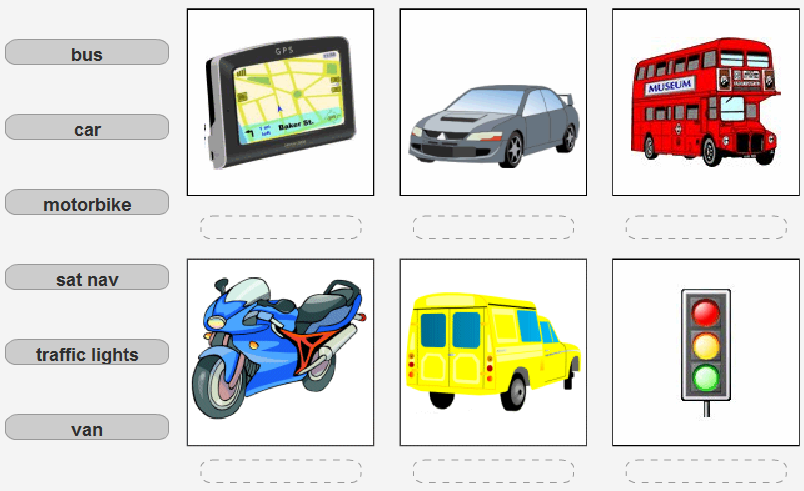 bus
car
motorbike
sat nav
traffic lights
van
GPS
Baker St.
MUSEUM